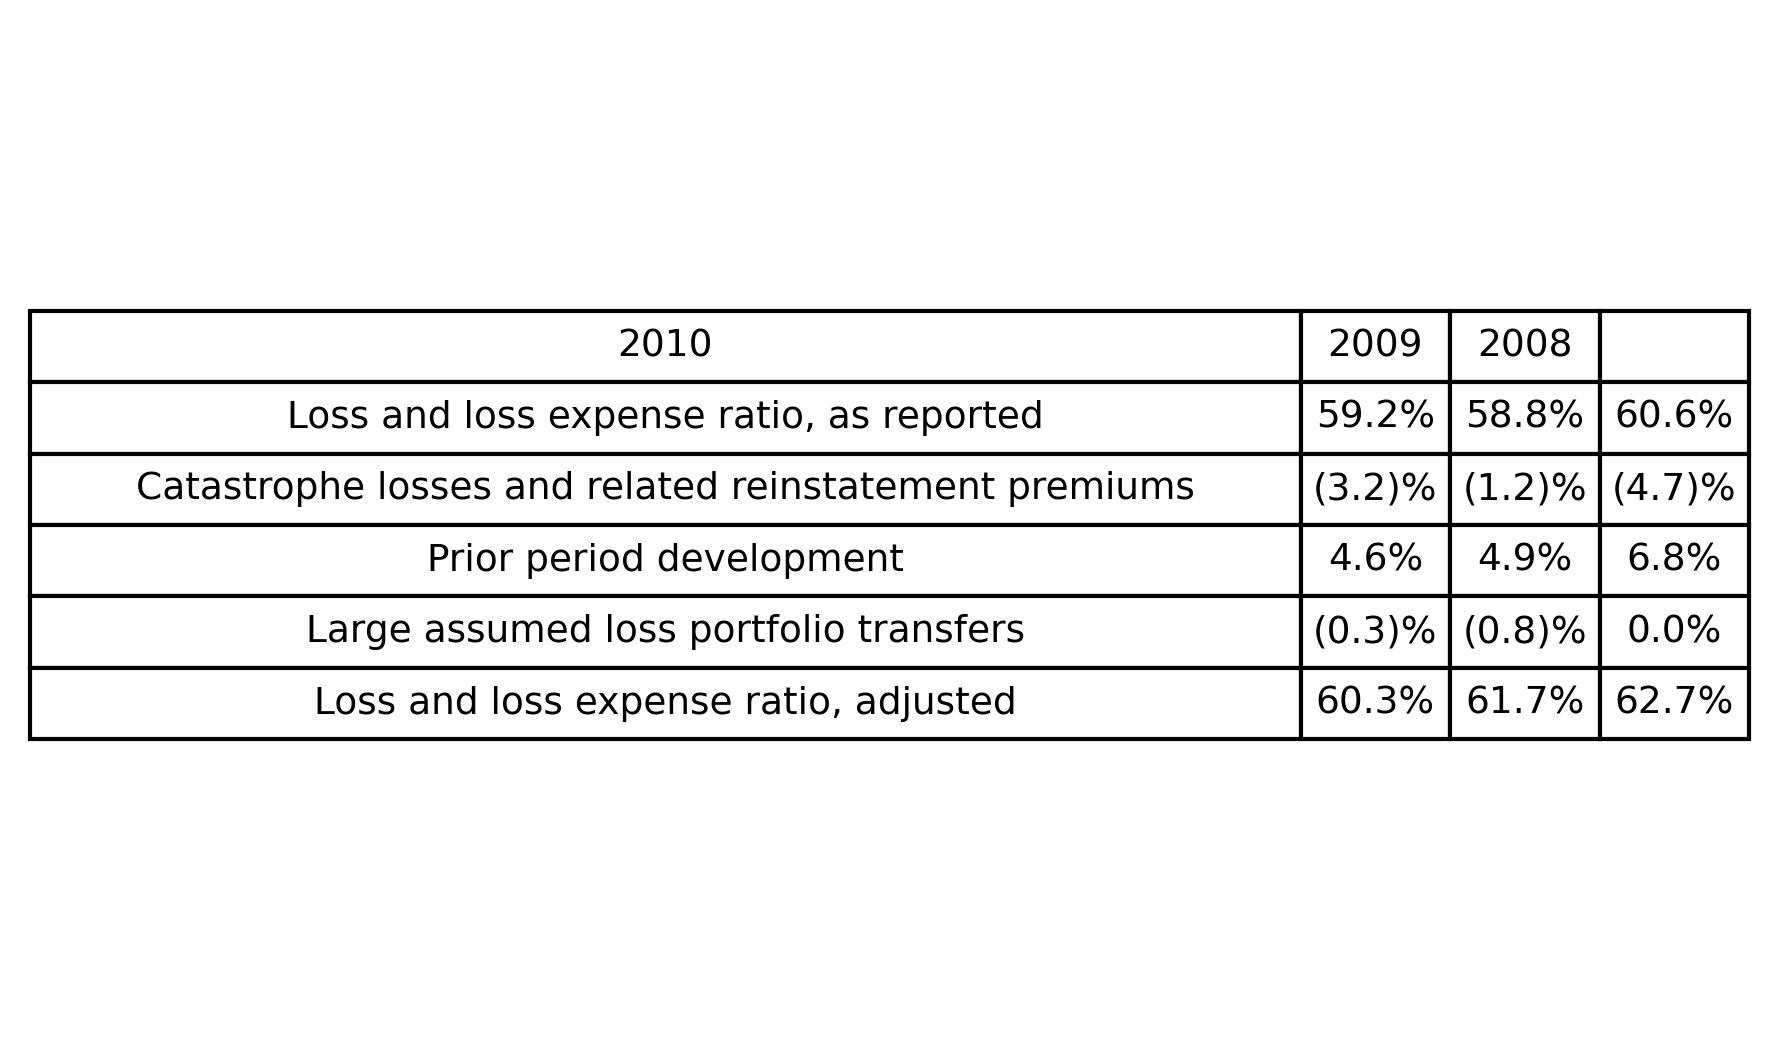 2010 2009 2008
Loss and loss expense ratio, as reported 59.2% 58.8% 60.6%
Catastrophe losses and related reinstatement premiums (3.2)% (1.2)% (4.7)%
Prior period development 4.6% 4.9% 6.8%
Large assumed loss portfolio transfers (0.3)% (0.8)% 0.0%
Loss and loss expense ratio, adjusted 60.3% 61.7% 62.7%